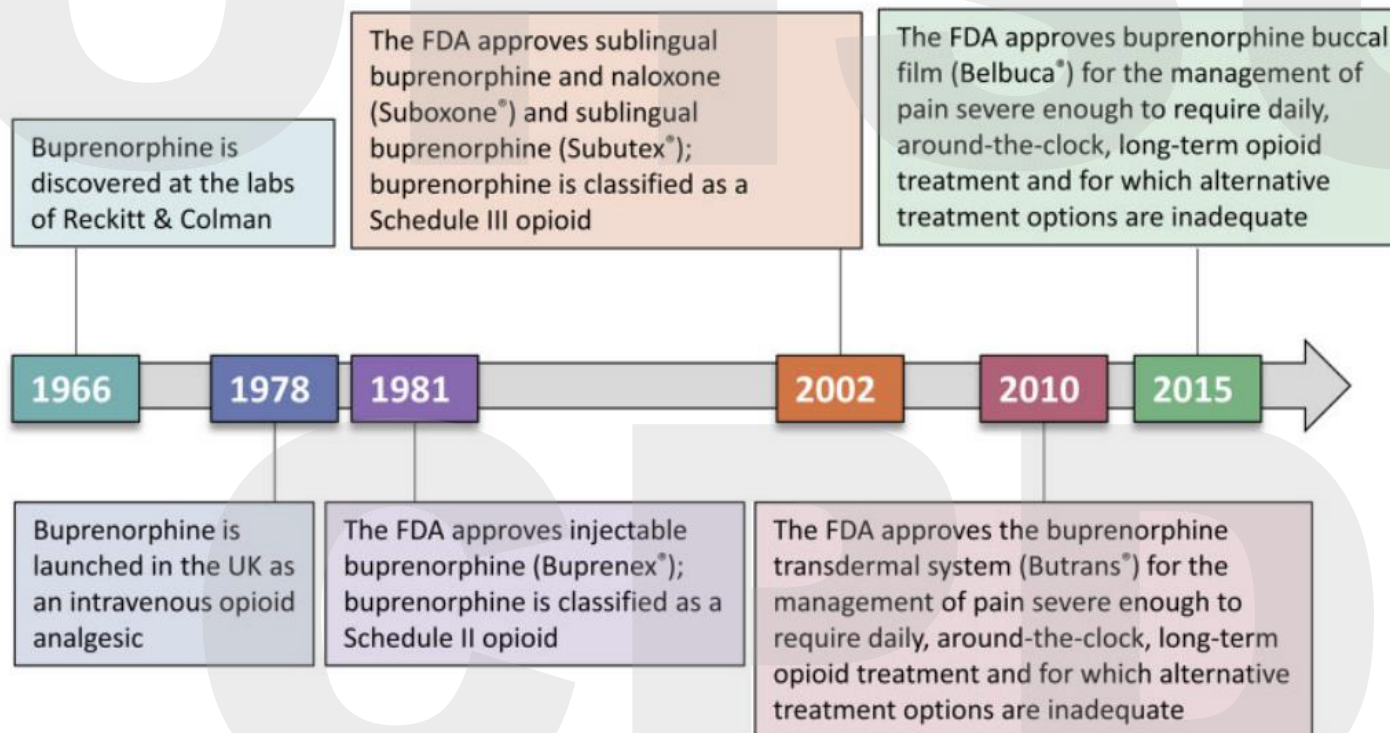 Buprenorphine is
discovered at the labs
of Reckitt & Colman
The FDA approves sublingual
buprenorphine and naloxone
(Suboxone®) and sublingual
buprenorphine (Subutex®);
buprenorphine is classified as a
Schedule III opioid
The FDA approves buprenorphine buccal
film (Belbuca®) for the management of
pain severe enough to require daily,
around-the-clock, long-term opioid
treatment and for which alternative
treatment options are inadequate
1966
1978
1981
2002
2010
2015
Buprenorphine is
launched in the UK as
an intravenous opioid
analgesic
The FDA approves injectable
buprenorphine (Buprenex®);
buprenorphine is classified as a
Schedule II opioid
The FDA approves the buprenorphine
transdermal system (Butrans®) for the
management of pain severe enough to
require daily, around-the-clock, long-term
opioid treatment and for which alternative
treatment options are inadequate